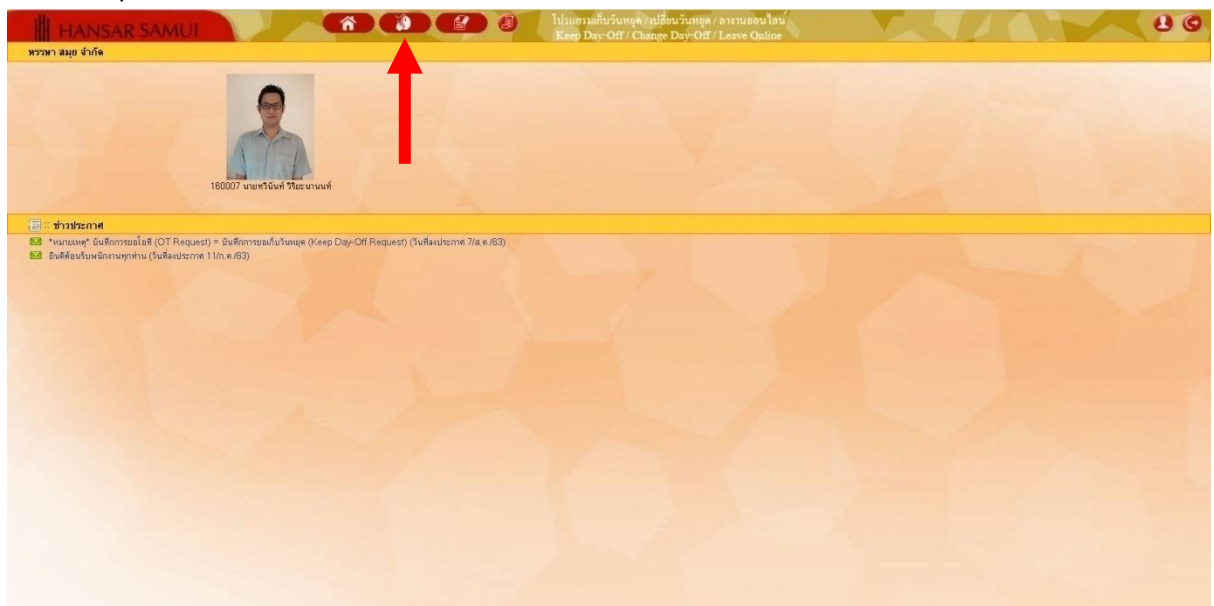 HANSAR SAMUI
โปรแกรมเก็บวันหยุด / เปลี่ยนวันหยุด / ลางานออนไลน์
Keep Day-Off / Change Day-Off / Leave Online
หรรษา สมุย จำกัด
160007 นายทวินันท์ วิริยะนานนท์
:: ข่าวประกาศ
*หมายเหตุ* บันทึกการขอโอที (OT Request) = บันทึกการขอเก็บวันหยุด (Keep Day-Off Request) (วันที่ลงประกาศ 7/ส.ค./63)
ยินดีต้อนรับพนักงานทุกท่าน (วันที่ลงประกาศ 11/ก.ค./63)